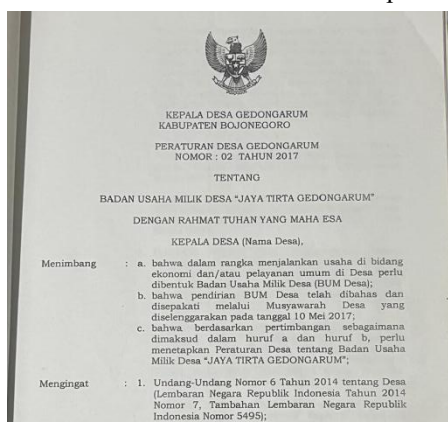 KEPALA DESA GEDONGARUM
KABUPATEN BOJONEGORO
PERATURAN DESA GEDONGARUM
NOMOR : 02 TAHUN 2017
TENTANG
BADAN USAHA MILIK DESA "JAYA TIRTA GEDONGARUM"
DENGAN RAHMAT TUHAN YANG MAHA ESA
KEPALA DESA (Nama Desa),
Menimbang : a. bahwa dalam rangka menjalankan usaha di bidang
ekonomi dan/atau pelayanan umum di Desa perlu
dibentuk Badan Usaha Milik Desa (BUM Desa);
b. bahwa pendirian BUM Desa telah dibahas dan
disepakati melalui Musyawarah Desa yang
diselenggarakan pada tanggal 10 Mei 2017;
c. bahwa berdasarkan pertimbangan sebagaimana
dimaksud dalam huruf a dan huruf b, perlu
menetapkan Peraturan Desa tentang Badan Usaha
Milik Desa "JAYA TIRTA GEDONGARUM";
Mengingat : 1. Undang-Undang Nomor 6 Tahun 2014 tentang Desa
(Lembaran Negara Republik Indonesia Tahun 2014
Nomor 7, Tambahan Lembaran Negara Republik
Indonesia Nomor 5495);